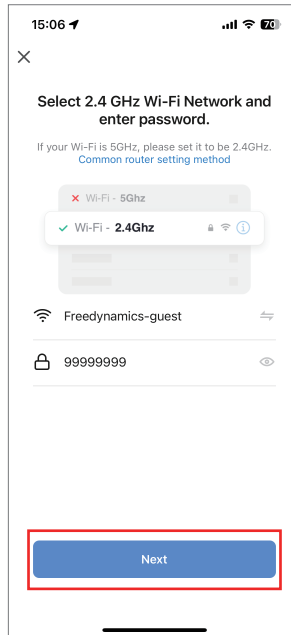 15:06
70
Select 2.4 GHz Wi-Fi Network and
enter password.
If your Wi-Fi is 5GHz, please set it to be 2.4GHz.
Common router setting method
Wi-Fi - 5Ghz
Wi-Fi - 2.4Ghz
Freedynamics-guest
99999999
Next